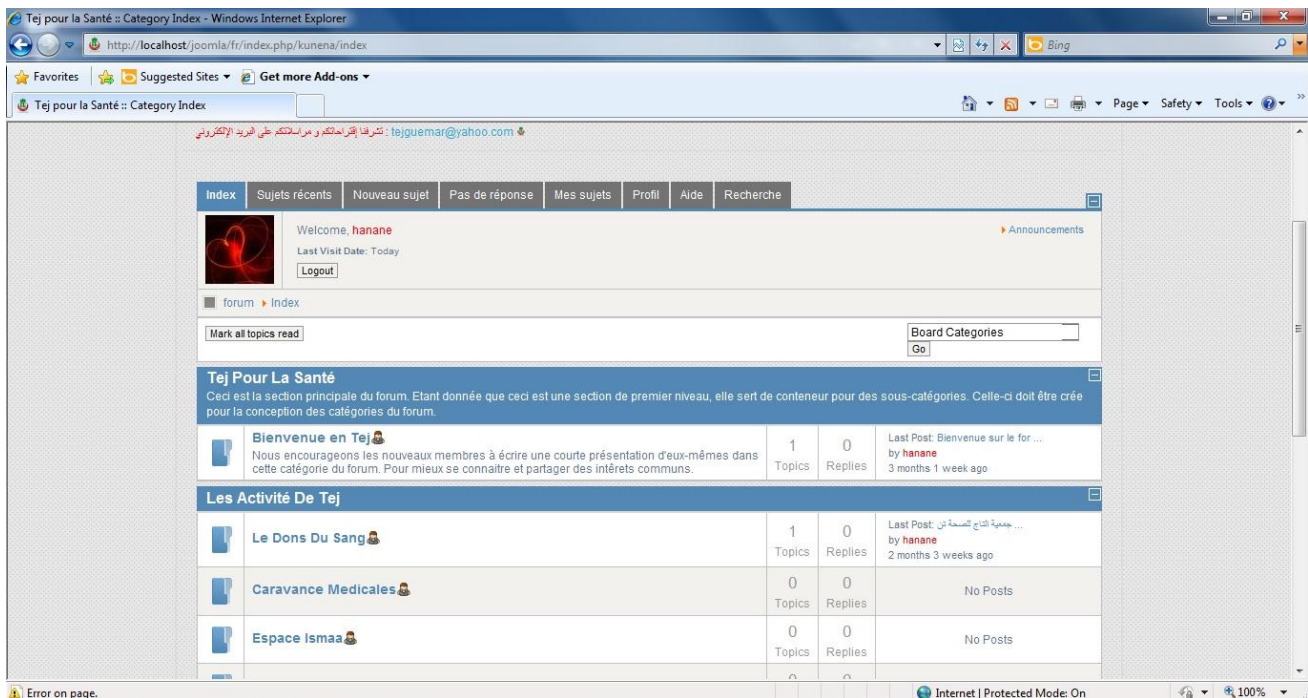 Tej pour la Santé :: Category Index - Windows Internet Explorer
http://localhost/joomla/fr/index.php/kunena/index
Bing
Favorites Suggested Sites Get more Add-ons
Tej pour la Santé :: Category Index
Page Safety Tools
تشرفنا إقتراحاتكم و مراسلاتكم على البريد الإلكتروني : tejguemar@yahoo.com
Index Sujets récents Nouveau sujet Pas de réponse Mes sujets Profil Aide Recherche
Welcome, hanane
Announcements
Last Visit Date: Today
Logout
forum Index
Mark all topics read
Board Categories
Go
Tej Pour La Santé
Ceci est la section principale du forum. Etant donnée que ceci est une section de premier niveau, elle sert de conteneur pour des sous-catégories. Celle-ci doit être crée
pour la conception des catégories du forum.
Bienvenue en Tej
Nous encourageons les nouveaux membres à écrire une courte présentation d'eux-mêmes dans
cette catégorie du forum. Pour mieux se connaitre et partager des intêrets communs.
1 Topics
0 Replies
Last Post: Bienvenue sur le for ...
by hanane
3 months 1 week ago
Les Activité De Tej
Le Dons Du Sang
1 Topics
0 Replies
Last Post: جمعية التاج للصحة تن ...
by hanane
2 months 3 weeks ago
Caravance Medicales
0 Topics
0 Replies
No Posts
Espace Ismaa
0 Topics
0 Replies
No Posts
Error on page.
Internet | Protected Mode: On
100%